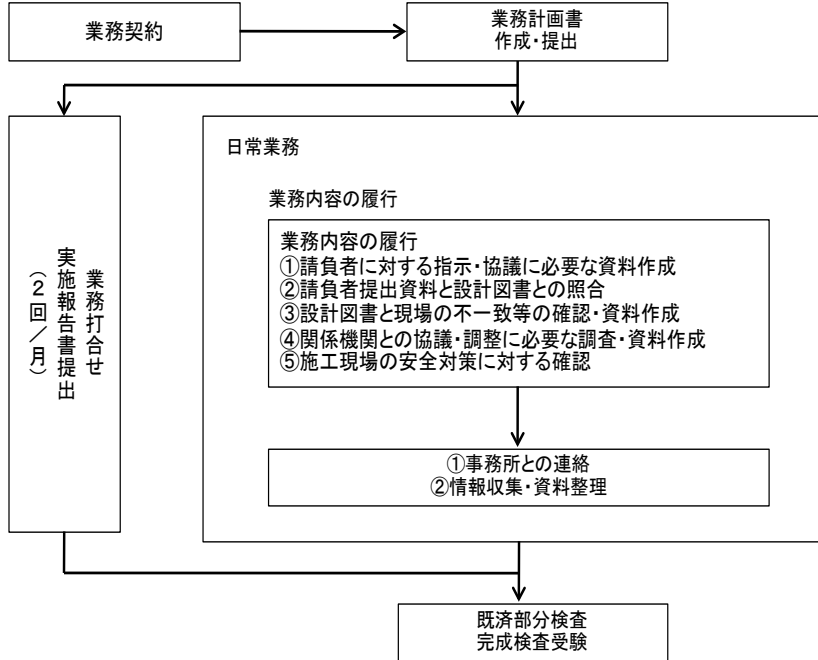 業務契約
業務計画書
作成・提出
業務打合せ
実施報告書提出
（２回／月）
日常業務
業務内容の履行
業務内容の履行
①請負者に対する指示・協議に必要な資料作成
②請負者提出資料と設計図書との照合
③設計図書と現場の不一致等の確認・資料作成
④関係機関との協議・調整に必要な調査・資料作成
⑤施工現場の安全対策に対する確認
①事務所との連絡
②情報収集・資料整理
既済部分検査
完成検査受験